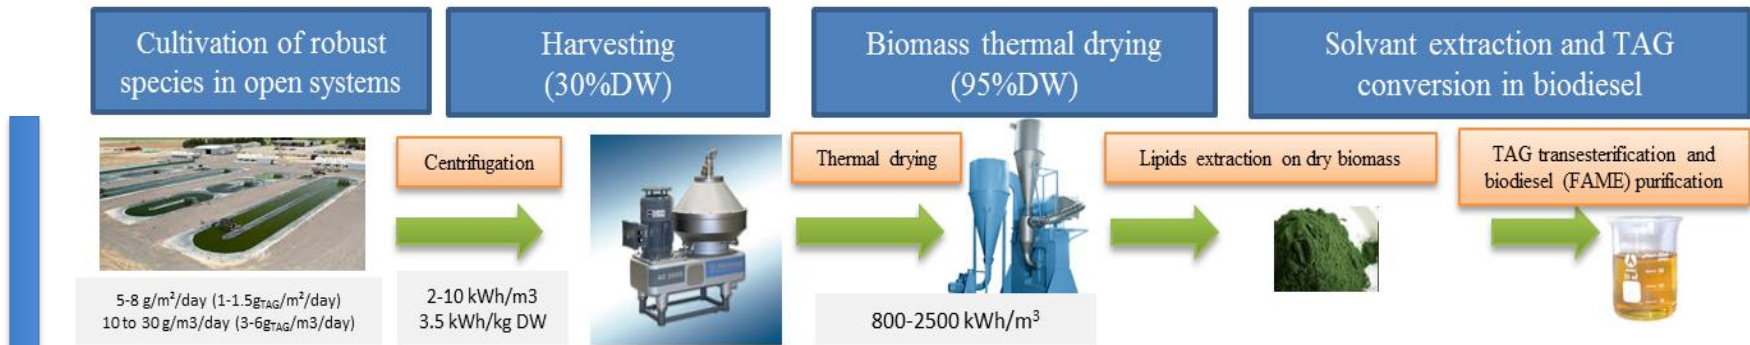 Cultivation of robust
species in open systems
Harvesting
(30%DW)
Biomass thermal drying
(95%DW)
Solvant extraction and TAG
conversion in biodiesel
Centrifugation
Thermal drying
Lipids extraction on dry biomass
TAG transesterification and
biodiesel (FAME) purification
5-8 g/m²/day (1-1.5gTAG/m²/day)
10 to 30 g/m3/day (3-6gTAG/m3/day)
2-10 kWh/m3
3.5 kWh/kg DW
800-2500 kWh/m³